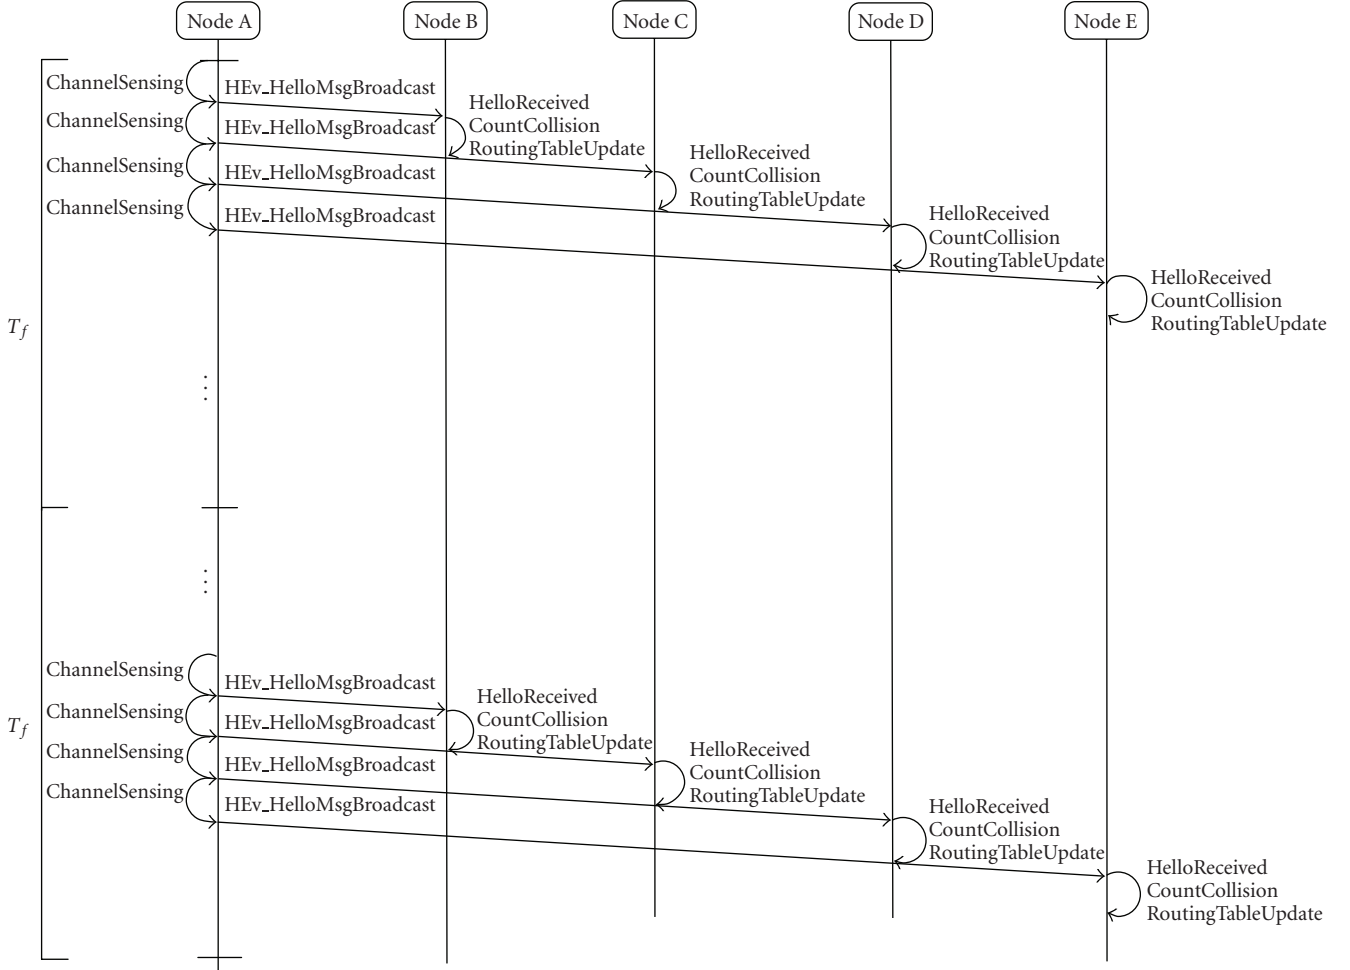 Node A
Node B
Node C
Node D
Node E
ChannelSensing
HEv_HelloMsgBroadcast
HelloReceived
CountCollision
RoutingTableUpdate
ChannelSensing
HEv_HelloMsgBroadcast
HelloReceived
CountCollision
RoutingTableUpdate
ChannelSensing
HEv_HelloMsgBroadcast
HelloReceived
CountCollision
RoutingTableUpdate
ChannelSensing
HEv_HelloMsgBroadcast
HelloReceived
CountCollision
RoutingTableUpdate
T_f
⋮
⋮
ChannelSensing
HEv_HelloMsgBroadcast
HelloReceived
CountCollision
RoutingTableUpdate
ChannelSensing
HEv_HelloMsgBroadcast
HelloReceived
CountCollision
RoutingTableUpdate
T_f
ChannelSensing
HEv_HelloMsgBroadcast
HelloReceived
CountCollision
RoutingTableUpdate
ChannelSensing
HEv_HelloMsgBroadcast
HelloReceived
CountCollision
RoutingTableUpdate